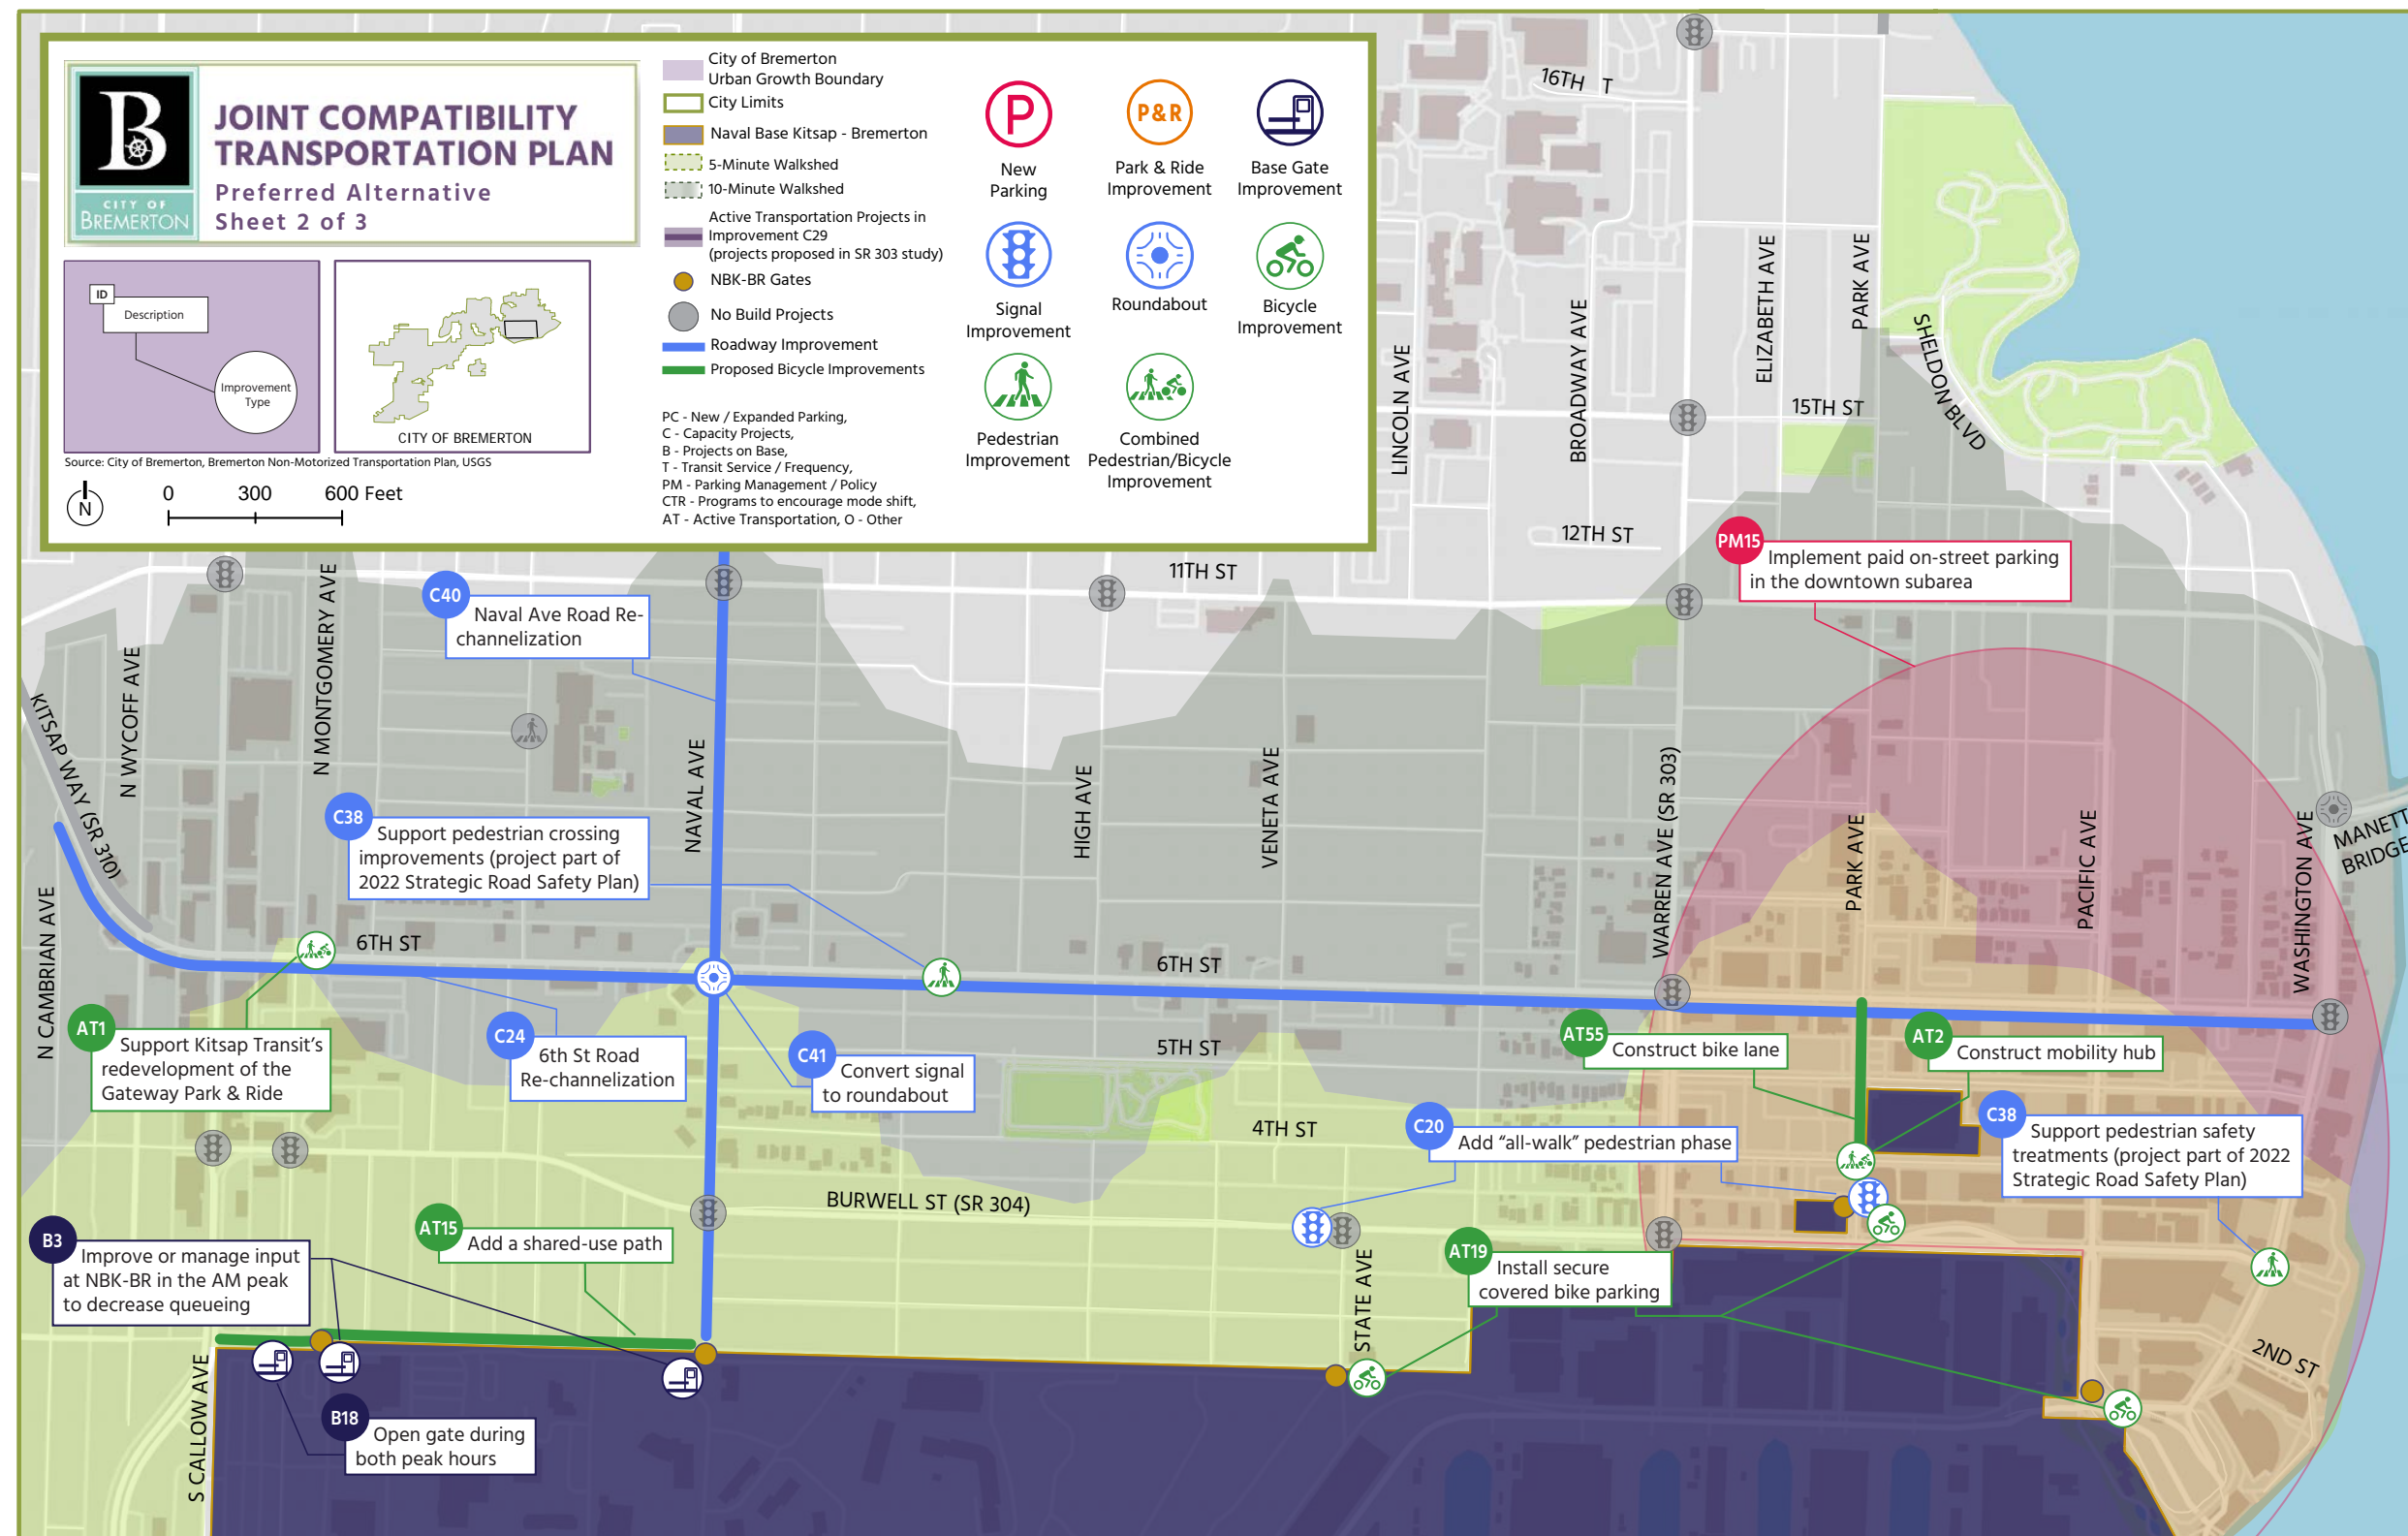 B
CITY OF
BREMERTON
JOINT COMPATIBILITY
TRANSPORTATION PLAN
Preferred Alternative
Sheet 2 of 3
ID
Description
Improvement
Type
CITY OF BREMERTON
Source: City of Bremerton, Bremerton Non-Motorized Transportation Plan, USGS
N
0 300 600 Feet
City of Bremerton
Urban Growth Boundary
City Limits
Naval Base Kitsap - Bremerton
5-Minute Walkshed
10-Minute Walkshed
Active Transportation Projects in
Improvement C29
(projects proposed in SR 303 study)
NBK-BR Gates
No Build Projects
Roadway Improvement
Proposed Bicycle Improvements
PC - New / Expanded Parking,
C - Capacity Projects,
B - Projects on Base,
T - Transit Service / Frequency,
PM - Parking Management / Policy
CTR - Programs to encourage mode shift,
AT - Active Transportation, O - Other
P
New
Parking
P&R
Park & Ride
Improvement
Base Gate
Improvement
Signal
Improvement
Roundabout
Bicycle
Improvement
Pedestrian
Improvement
Combined
Pedestrian/Bicycle
Improvement
16TH T
LINCOLN AVE
BROADWAY AVE
ELIZABETH AVE
PARK AVE
SHELDON BLVD
15TH ST
12TH ST
11TH ST
PM15
Implement paid on-street parking
in the downtown subarea
C40
Naval Ave Road Re-
channelization
KITSAP WAY (SR 310)
N WYCOFF AVE
N MONTGOMERY AVE
NAVAL AVE
HIGH AVE
VENETA AVE
WARREN AVE (SR 303)
PARK AVE
PACIFIC AVE
WASHINGTON AVE
MANETT
BRIDGE
C38
Support pedestrian crossing
improvements (project part of
2022 Strategic Road Safety Plan)
N CAMBRIAN AVE
6TH ST
6TH ST
AT1
Support Kitsap Transit's
redevelopment of the
Gateway Park & Ride
C24
6th St Road
Re-channelization
C41
Convert signal
to roundabout
5TH ST
AT55
Construct bike lane
AT2
Construct mobility hub
4TH ST
C20
Add “all-walk” pedestrian phase
C38
Support pedestrian safety
treatments (project part of 2022
Strategic Road Safety Plan)
BURWELL ST (SR 304)
B3
Improve or manage input
at NBK-BR in the AM peak
to decrease queueing
AT15
Add a shared-use path
AT19
Install secure
covered bike parking
STATE AVE
2ND ST
S CALLOW AVE
B18
Open gate during
both peak hours